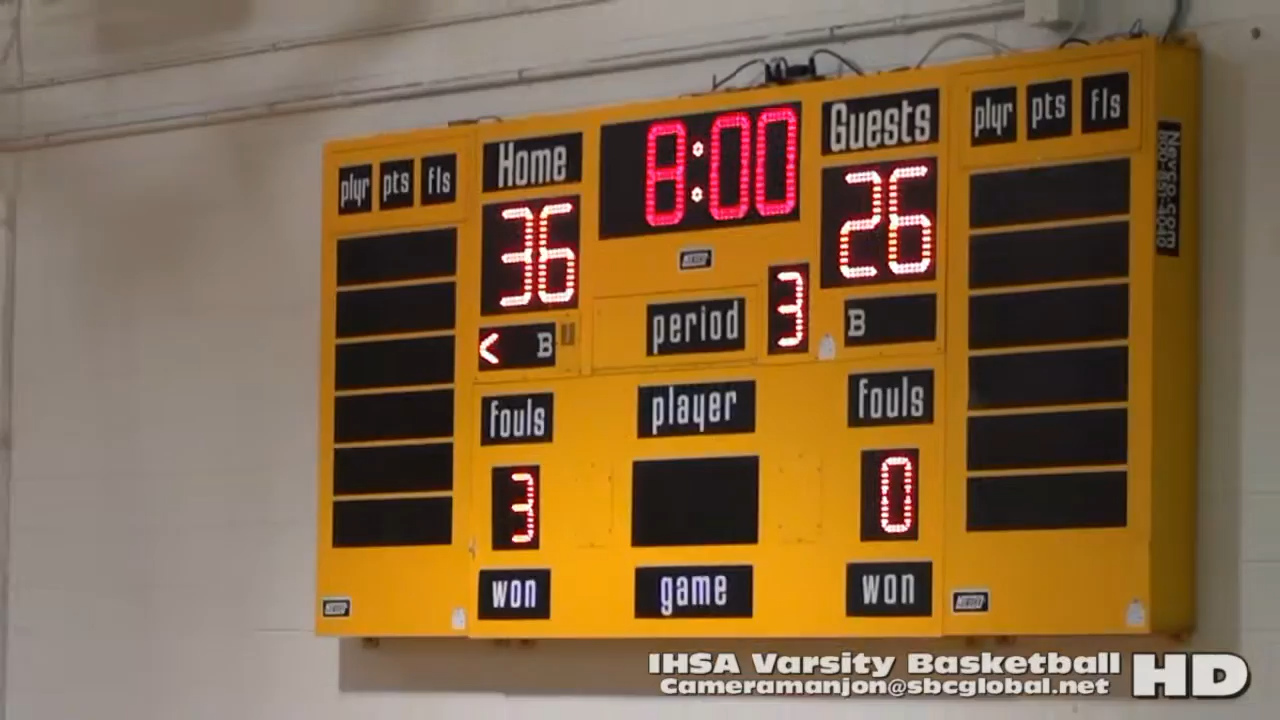 plyr pts fls
Home
8:00
Guests
plyr pts fls
36
26
period 3
< B
B
fouls
player
fouls
3
0
won
game
won
IHSA Varsity Basketball HD
Cameramanjon@sbcglobal.net